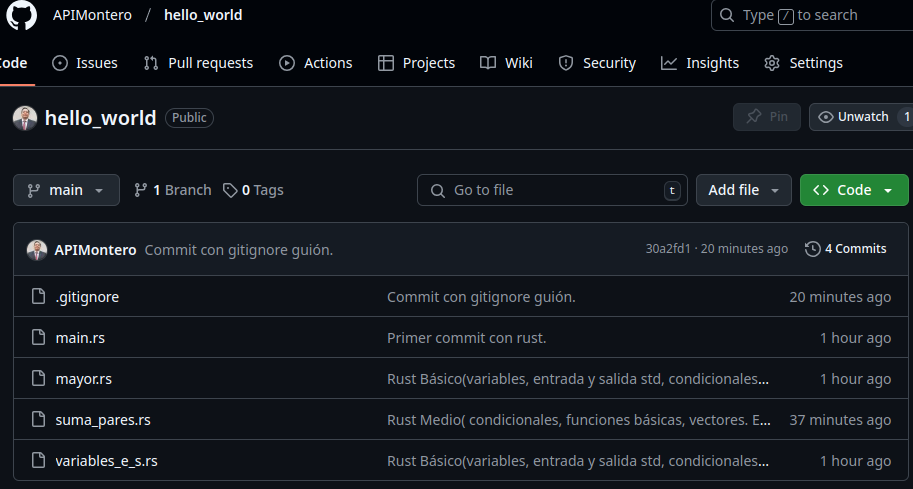 APIMontero / hello_world Type / to search
Code Issues Pull requests Actions Projects Wiki Security Insights Settings
hello_world Public Pin Unwatch 1
main 1 Branch 0 Tags Go to file t Add file Code
APIMontero Commit con gitignore guión. 30a2fd1 · 20 minutes ago 4 Commits
.gitignore Commit con gitignore guión. 20 minutes ago
main.rs Primer commit con rust. 1 hour ago
mayor.rs Rust Básico(variables, entrada y salida std, condicionales... 1 hour ago
suma_pares.rs Rust Medio( condicionales, funciones básicas, vectores. E... 37 minutes ago
variables_e_s.rs Rust Básico(variables, entrada y salida std, condicionales... 1 hour ago